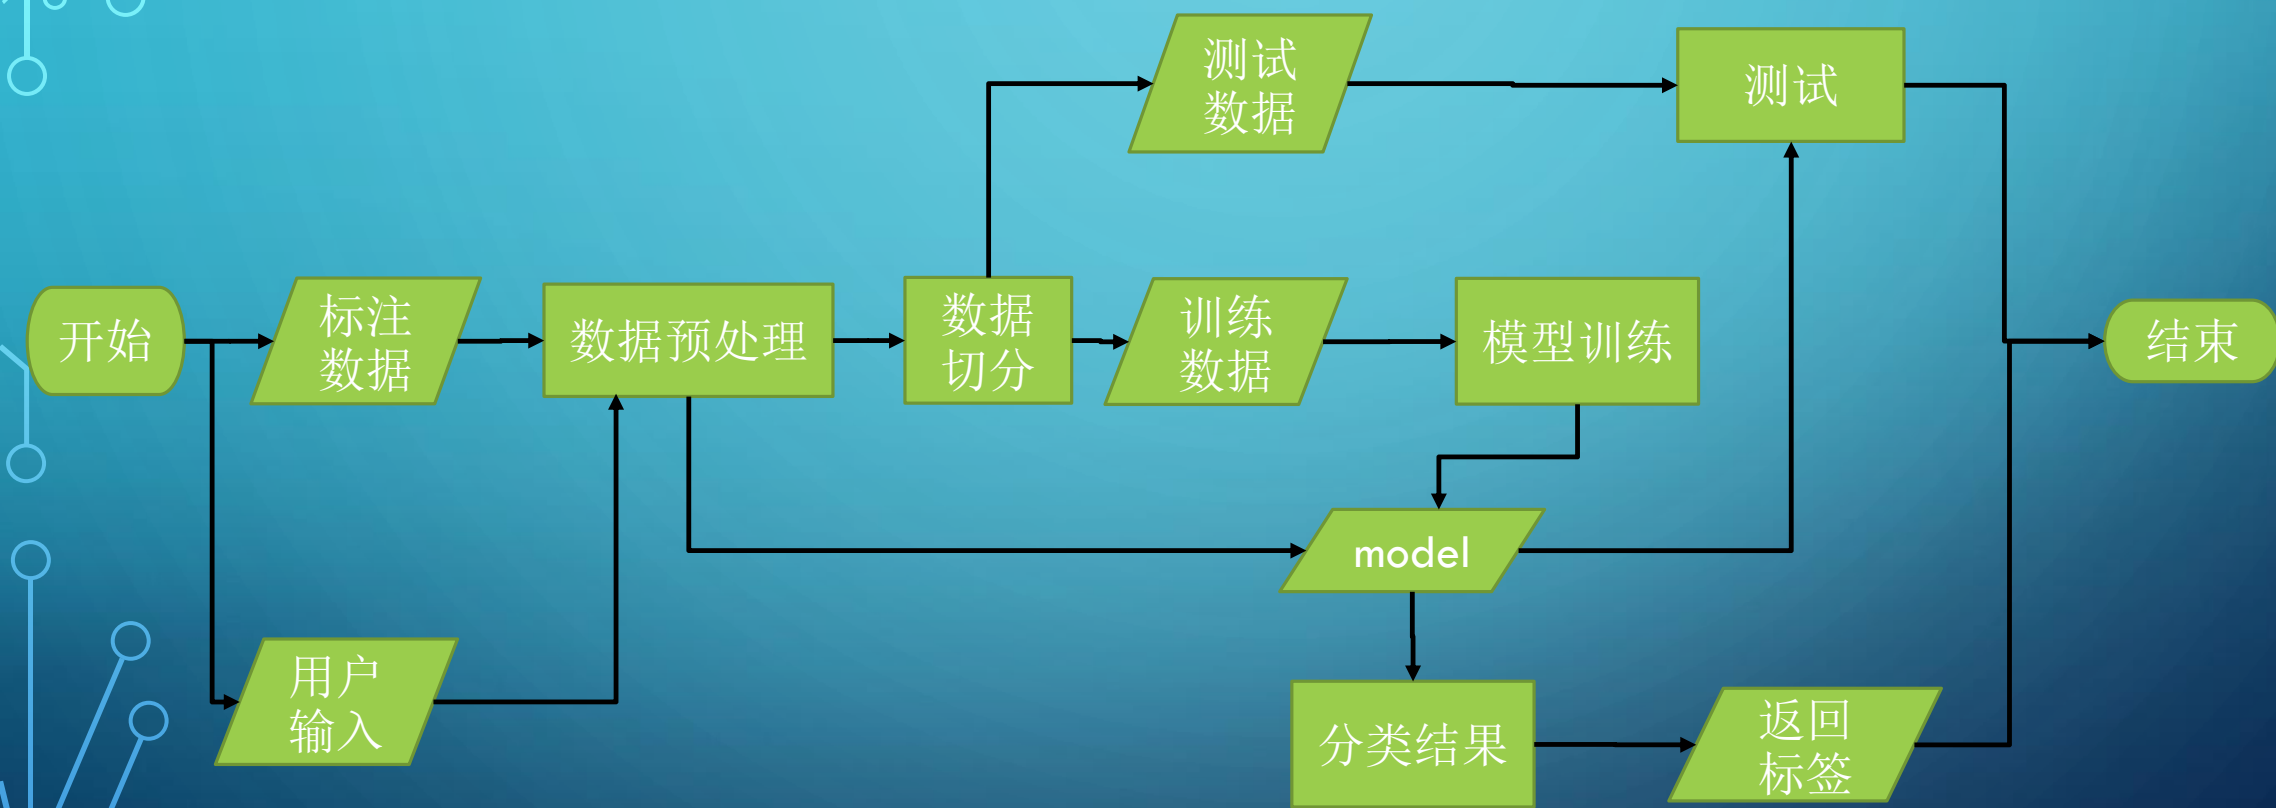 测试
数据
测试
开始
标注
数据
数据预处理
数据
切分
训练
数据
模型训练
结束
model
用户
输入
分类结果
返回
标签